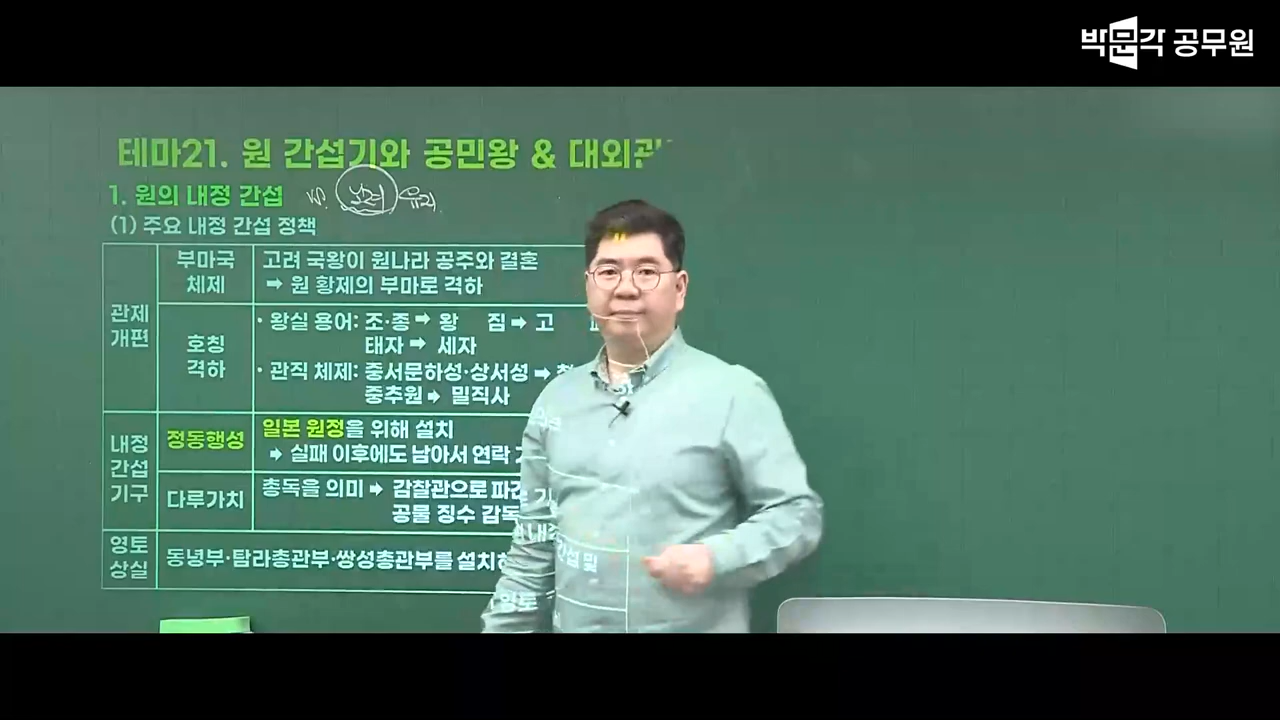 박문각 공무원
테마21. 원 간섭기와 공민왕 & 대외관
1. 원의 내정 간섭 vs.
(1) 주요 내정 간섭 정책
관제 개편
부마국 체제
고려 국왕이 원나라 공주와 결혼
➡ 원 황제의 부마로 격하
호칭 격하
· 왕실 용어: 조·종 ➡ 왕 짐 ➡ 고
태자 ➡ 세자
· 관직 체제: 중서문하성·상서성 ➡ 첨
중추원 ➡ 밀직사
내정 간섭 기구
정동행성
일본 원정을 위해 설치
➡ 실패 이후에도 남아서 연락
다루가치
총독을 의미 ➡ 감찰관으로 파견
공물 징수 감독
영토 상실
동녕부·탐라총관부·쌍성총관부를 설치
간섭 및
영토